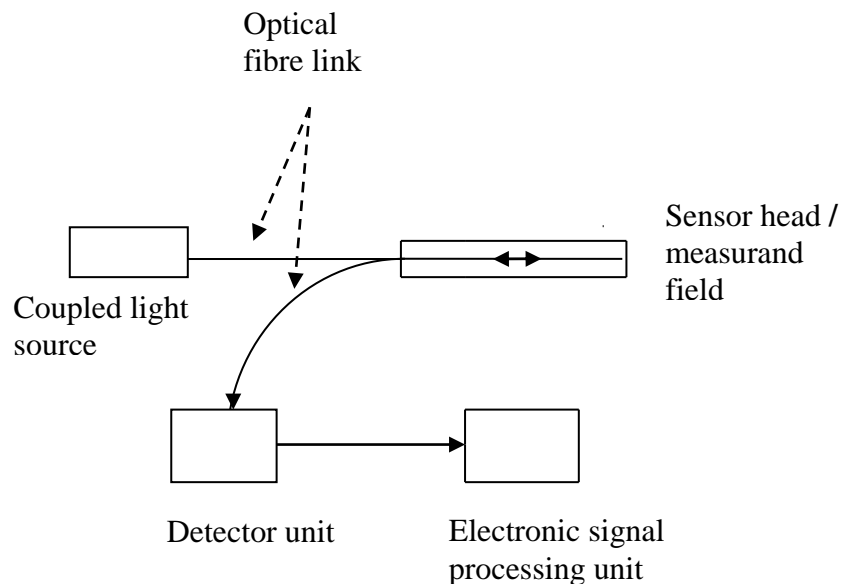 Optical
fibre link
Sensor head /
measurand
field
Coupled light
source
Detector unit
Electronic signal
processing unit